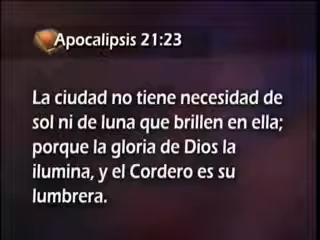 Apocalipsis 21:23
La ciudad no tiene necesidad de
sol ni de luna que brillen en ella;
porque la gloria de Dios la
ilumina, y el Cordero es su
lumbrera.